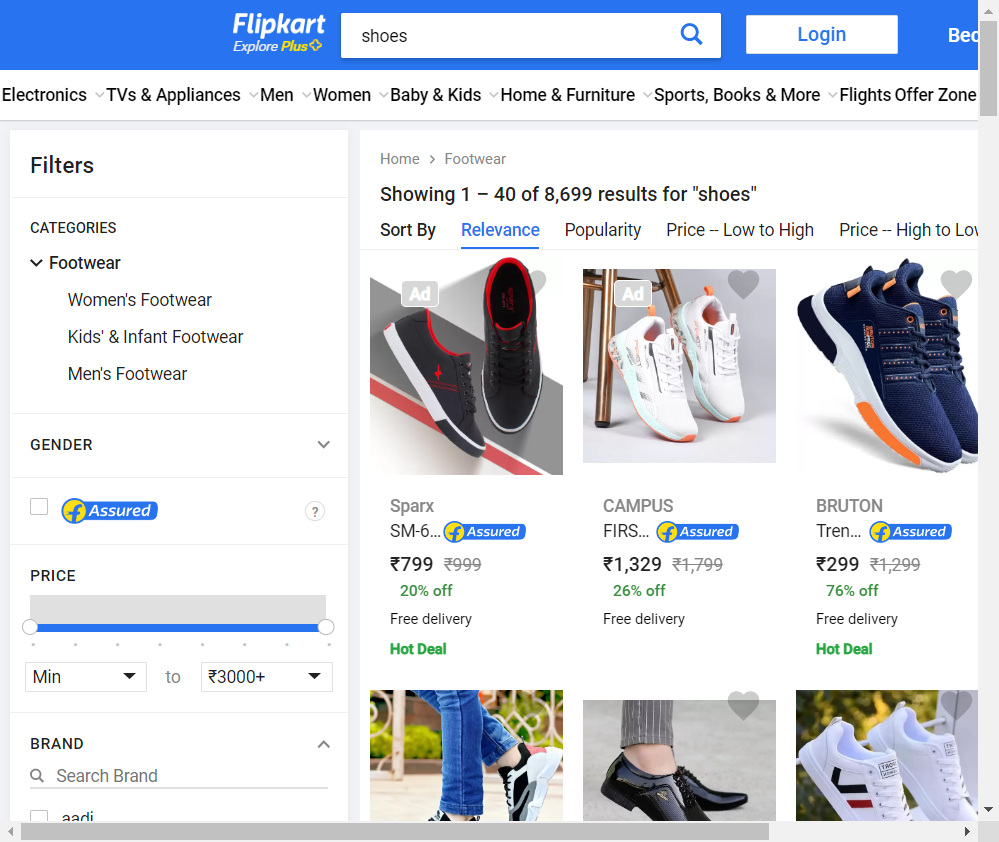 Flipkart
Explore Plus
shoes
Login
Bec
Electronics TVs & Appliances Men Women Baby & Kids Home & Furniture Sports, Books & More Flights Offer Zone
Filters
CATEGORIES
Footwear
Women's Footwear
Kids' & Infant Footwear
Men's Footwear
GENDER
Assured
?
PRICE
Min to ₹3000+
BRAND
Search Brand
aadi
Home > Footwear
Showing 1 – 40 of 8,699 results for "shoes"
Sort By Relevance Popularity Price -- Low to High Price -- High to Low
Ad
Sparx
SM-6... Assured
₹799 ₹999
20% off
Free delivery
Hot Deal
Ad
CAMPUS
FIRS... Assured
₹1,329 ₹1,799
26% off
Free delivery
BRUTON
Tren... Assured
₹299 ₹1,299
76% off
Free delivery
Hot Deal